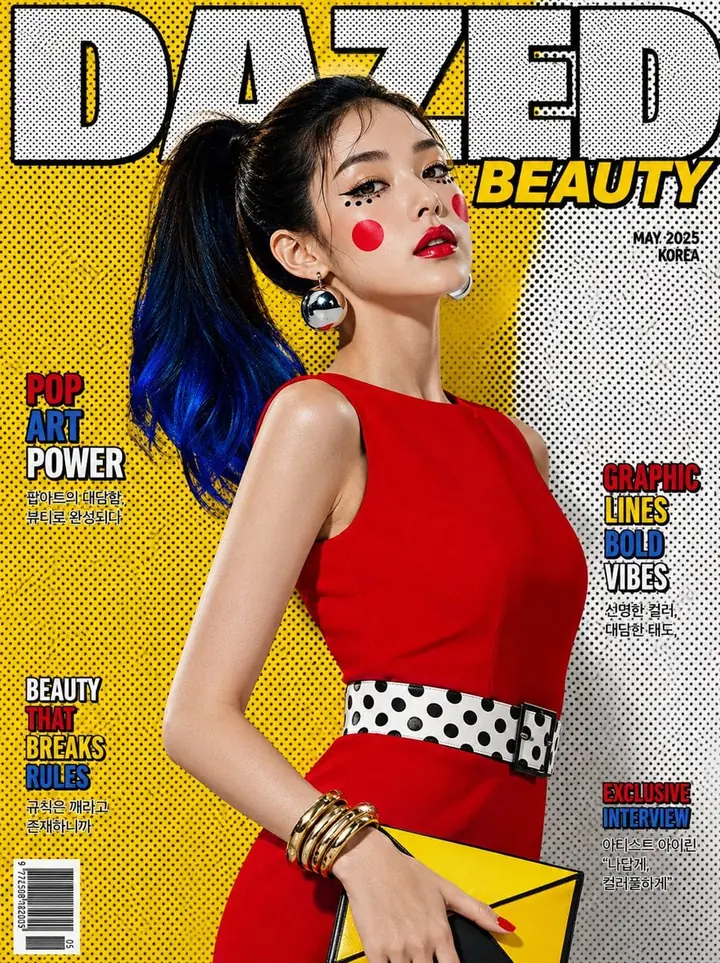 DAZED
BEAUTY
MAY 2025
KOREA
POP
ART
POWER
팝아트의 대담함,
뷰티로 완성되다
GRAPHIC
LINES
BOLD
VIBES
선명한 컬러,
대담한 태도,
BEAUTY
THAT
BREAKS
RULES
규칙은 깨라고
존재하니까
EXCLUSIVE
INTERVIEW
아티스트 아이린
“나답게,
컬러풀하게”
05